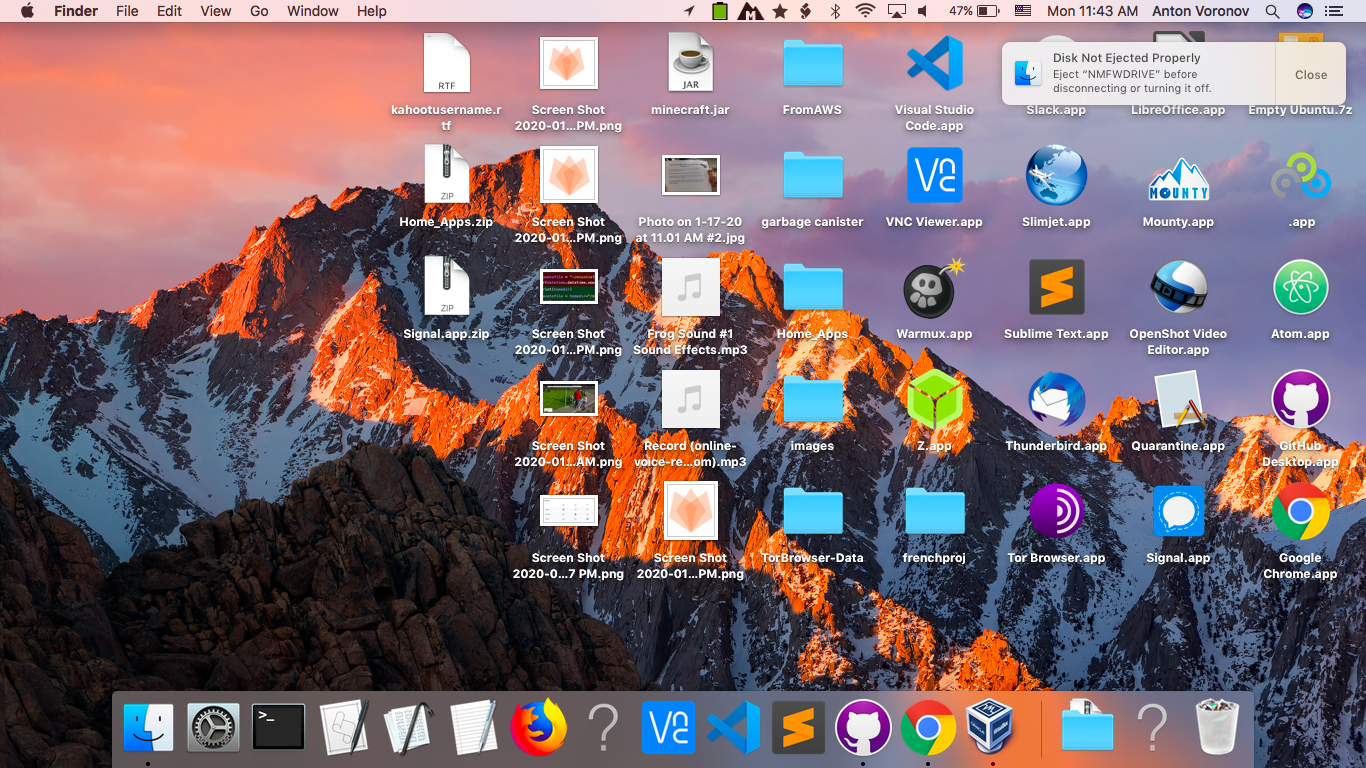 Finder File Edit View Go Window Help 47% Mon 11:43 AM Anton Voronov
Disk Not Ejected Properly
Eject “NMFWDRIVE” before
disconnecting or turning it off.
Close
RTF
JAR
kahootusername.r
tf
Screen Shot
2020-01...PM.png
minecraft.jar
FromAWS
Visual Studio
Code.app
Slack.app
LibreOffice.app
Empty Ubuntu.7z
ZIP
VNC
MOUNTY
Home_Apps.zip
Screen Shot
2020-01...PM.png
Photo on 1-17-20
at 11.01 AM #2.jpg
garbage canister
VNC Viewer.app
Slimjet.app
Mounty.app
.app
ZIP
Signal.app.zip
Screen Shot
2020-01...PM.png
Frog Sound #1
Sound Effects.mp3
Home_Apps
Warmux.app
Sublime Text.app
OpenShot Video
Editor.app
Atom.app
Screen Shot
2020-01...AM.png
Record (online-
voice-re...om).mp3
images
Z.app
Thunderbird.app
Quarantine.app
GitHub
Desktop.app
Screen Shot
2020-0...7 PM.png
Screen Shot
2020-01...PM.png
TorBrowser-Data
frenchproj
Tor Browser.app
Signal.app
Google
Chrome.app
>_
?
VNC
?